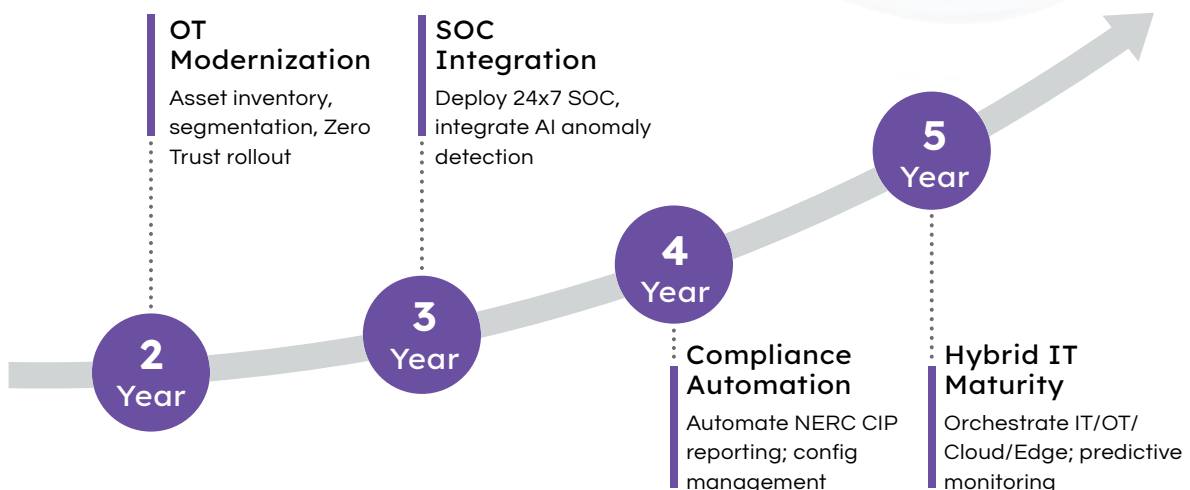 OT
Modernization
Asset inventory,
segmentation, Zero
Trust rollout
SOC
Integration
Deploy 24x7 SOC,
integrate AI anomaly
detection
2
Year
3
Year
4
Year
5
Year
Compliance
Automation
Automate NERC CIP
reporting; config
management
Hybrid IT
Maturity
Orchestrate IT/OT/
Cloud/Edge; predictive
monitoring